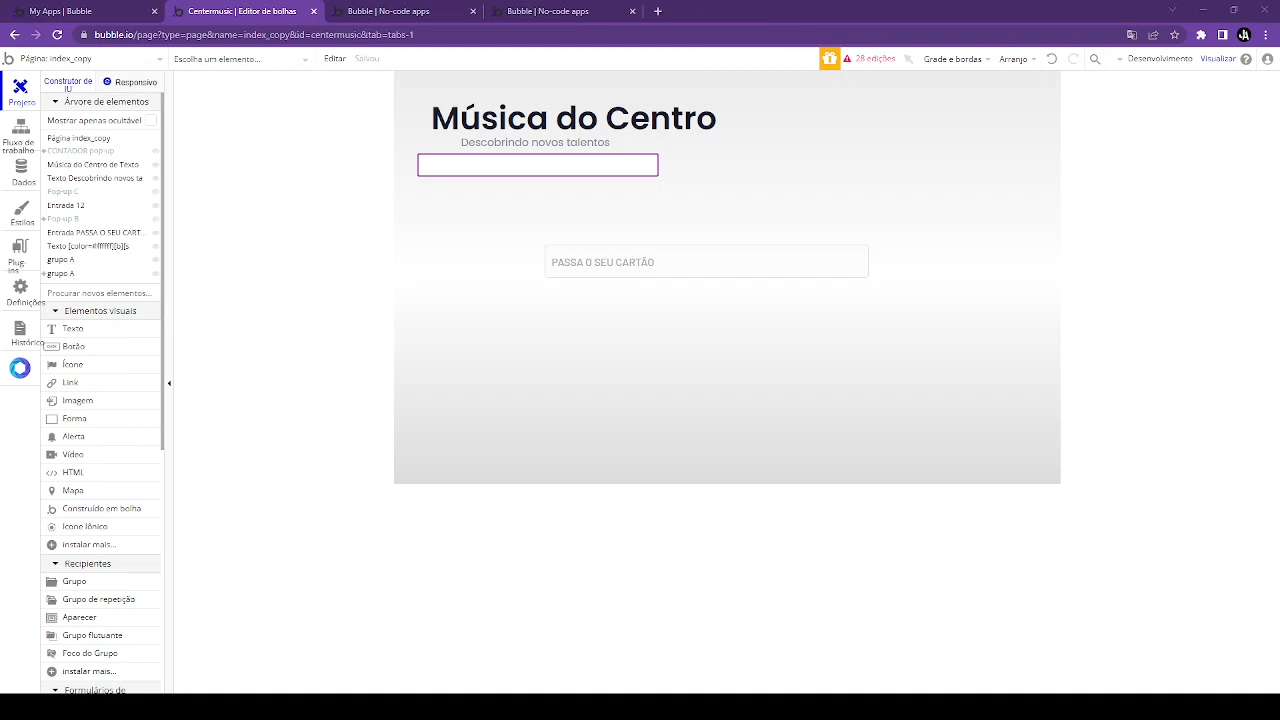 My Apps | Bubble
Centermusic | Editor de bolhas
Bubble | No-code apps
Bubble | No-code apps
bubble.io/page?type=page&name=index_copy&id=centermusic&tab=tabs-1
Página: index_copy
Escolha um elemento...
Editar
Salvou
28 edições
Grade e bordas
Arranjo
Desenvolvimento
Visualizar
Projeto
Fluxo de
trabalho
Dados
Estilos
Plug-
ins
Definições
Histórico
Construtor de
IU
Responsivo
Árvore de elementos
Mostrar apenas ocultável
Página index_copy
CONTADOR pop-up
Música do Centro de Texto
Texto Descobrindo novos ta
Pop-up C
Entrada 12
Pop-up B
Entrada PASSA O SEU CART...
Texto [color=#ffffff][b][s
grupo A
grupo A
Procurar novos elementos...
Elementos visuais
Texto
CLICK
Botão
Ícone
Link
Imagem
Forma
Alerta
Vídeo
HTML
Mapa
Construído em bolha
Ícone Iônico
instalar mais...
Recipientes
Grupo
Grupo de repetição
Aparecer
Grupo flutuante
Foco do Grupo
instalar mais...
Formulários de
Música do Centro
Descobrindo novos talentos
PASSA O SEU CARTÃO